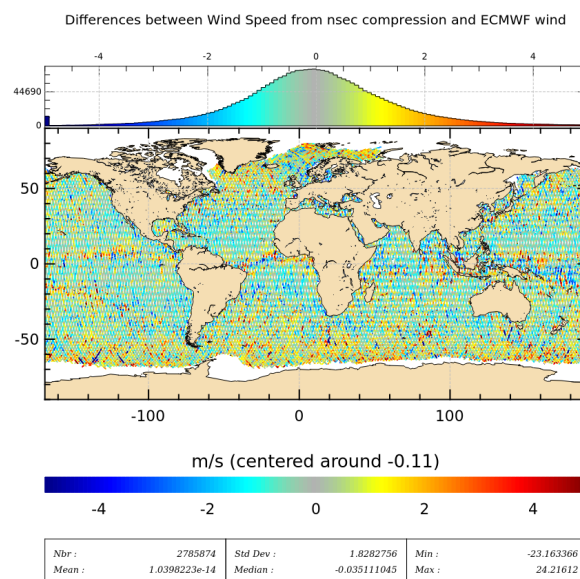 Differences between Wind Speed from nsec compression and ECMWF wind
-4 -2 0 2 4
44690
0
50
0
-50
-100 0 100
m/s (centered around -0.11)
-4 -2 0 2 4
Nbr : 2785874 Std Dev : 1.8282756 Min : -23.163366
Mean : 1.0398223e-14 Median : -0.035111045 Max : 24.21612